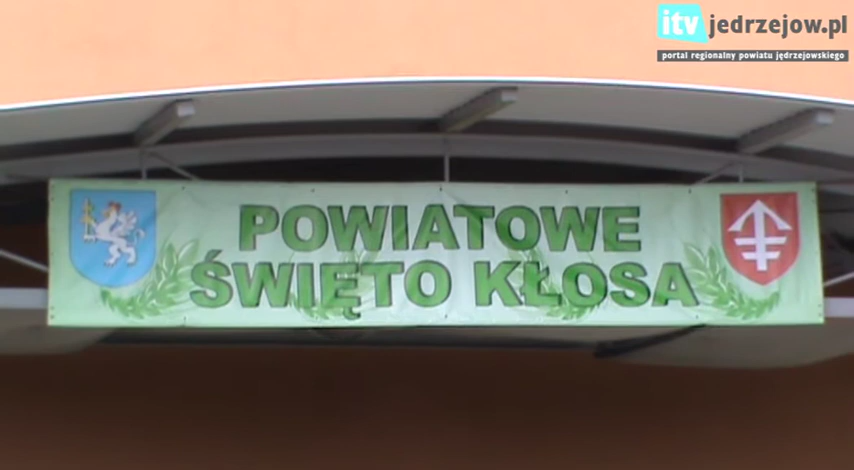 itv jedrzejow.pl
portal regionalny powiatu jędrzejowskiego
POWIATOWE
ŚWIĘTO KŁOSA